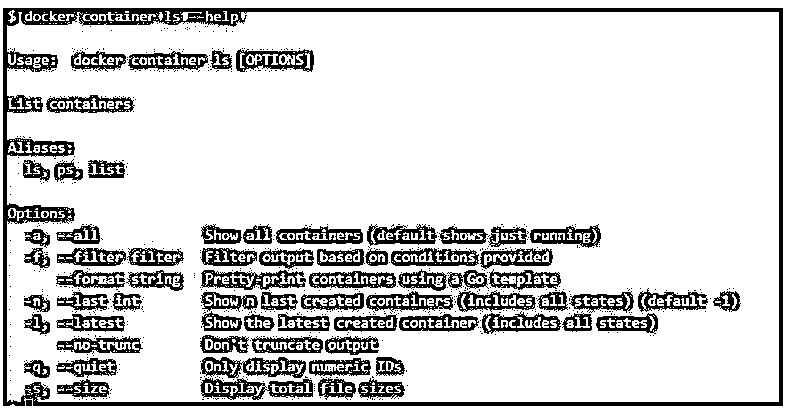 $ docker container ls --help
Usage:  docker container ls [OPTIONS]
List containers
Aliases:
  ls, ps, list
Options:
  -a, --all             Show all containers (default shows just running)
  -f, --filter filter   Filter output based on conditions provided
      --format string   Pretty-print containers using a Go template
  -n, --last int        Show n last created containers (includes all states) (default -1)
  -l, --latest          Show the latest created container (includes all states)
      --no-trunc        Don't truncate output
  -q, --quiet           Only display numeric IDs
  -s, --size            Display total file sizes